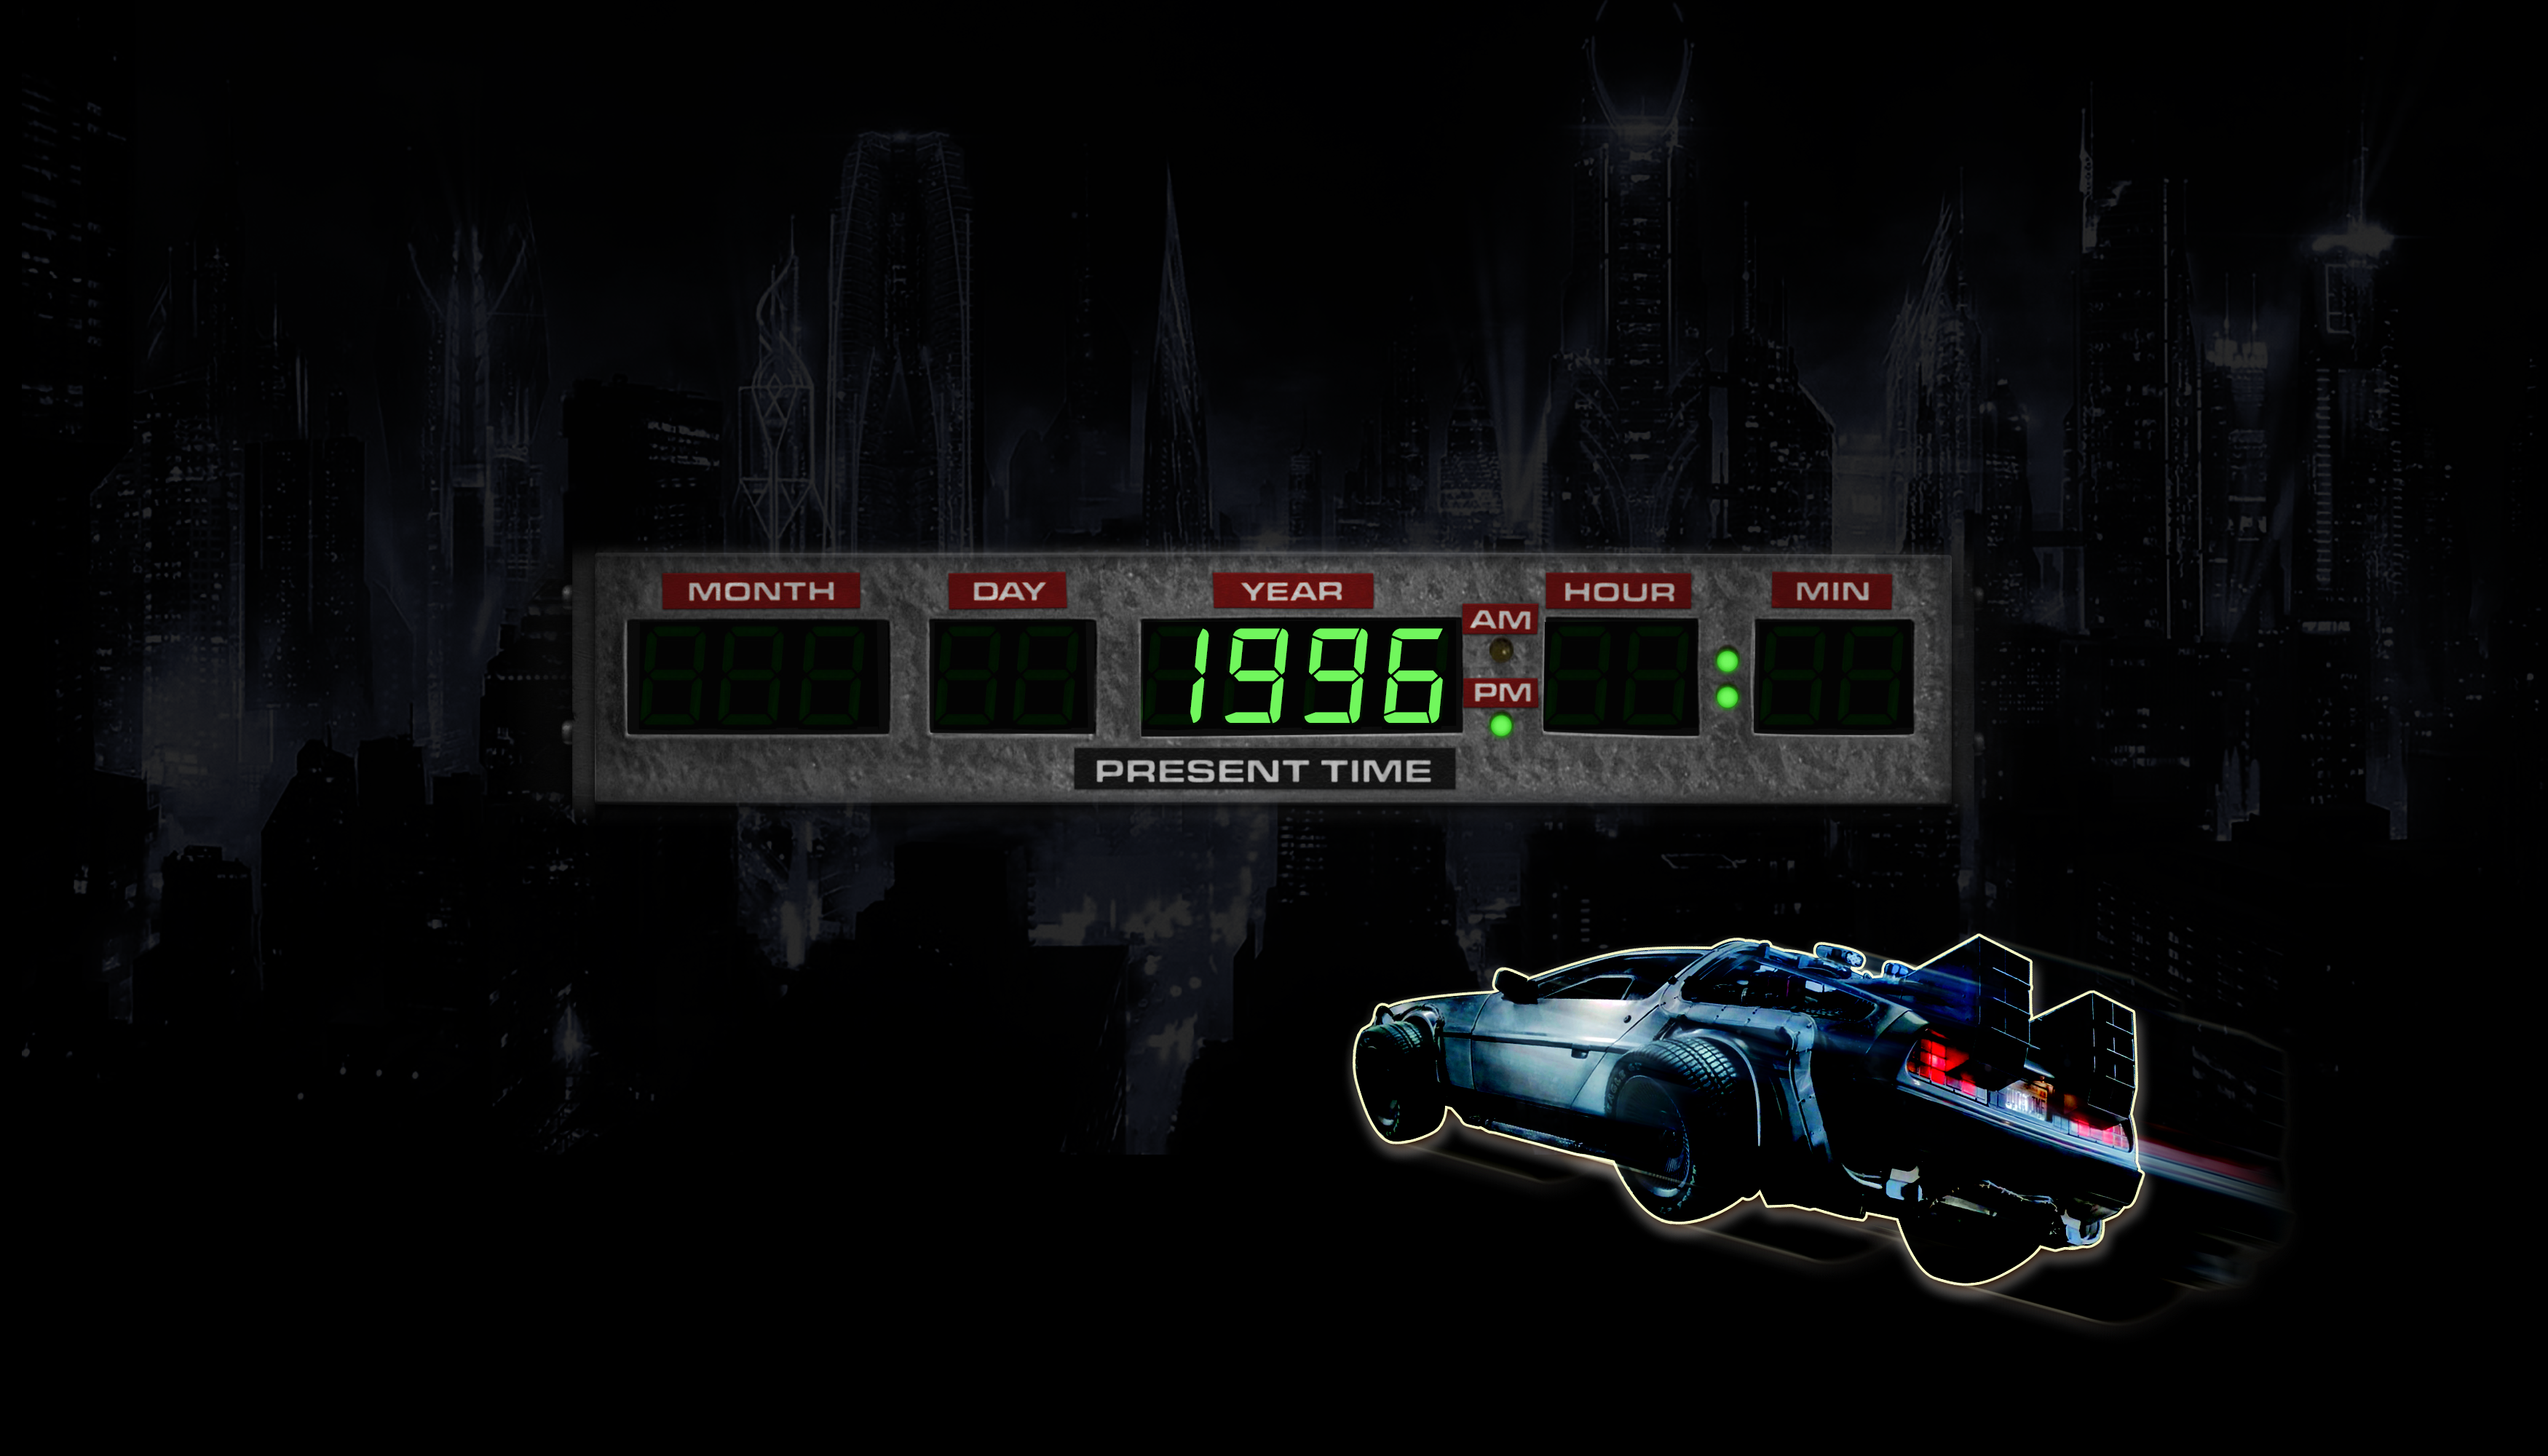 MONTH DAY YEAR HOUR MIN
AM
1996
PM
PRESENT TIME